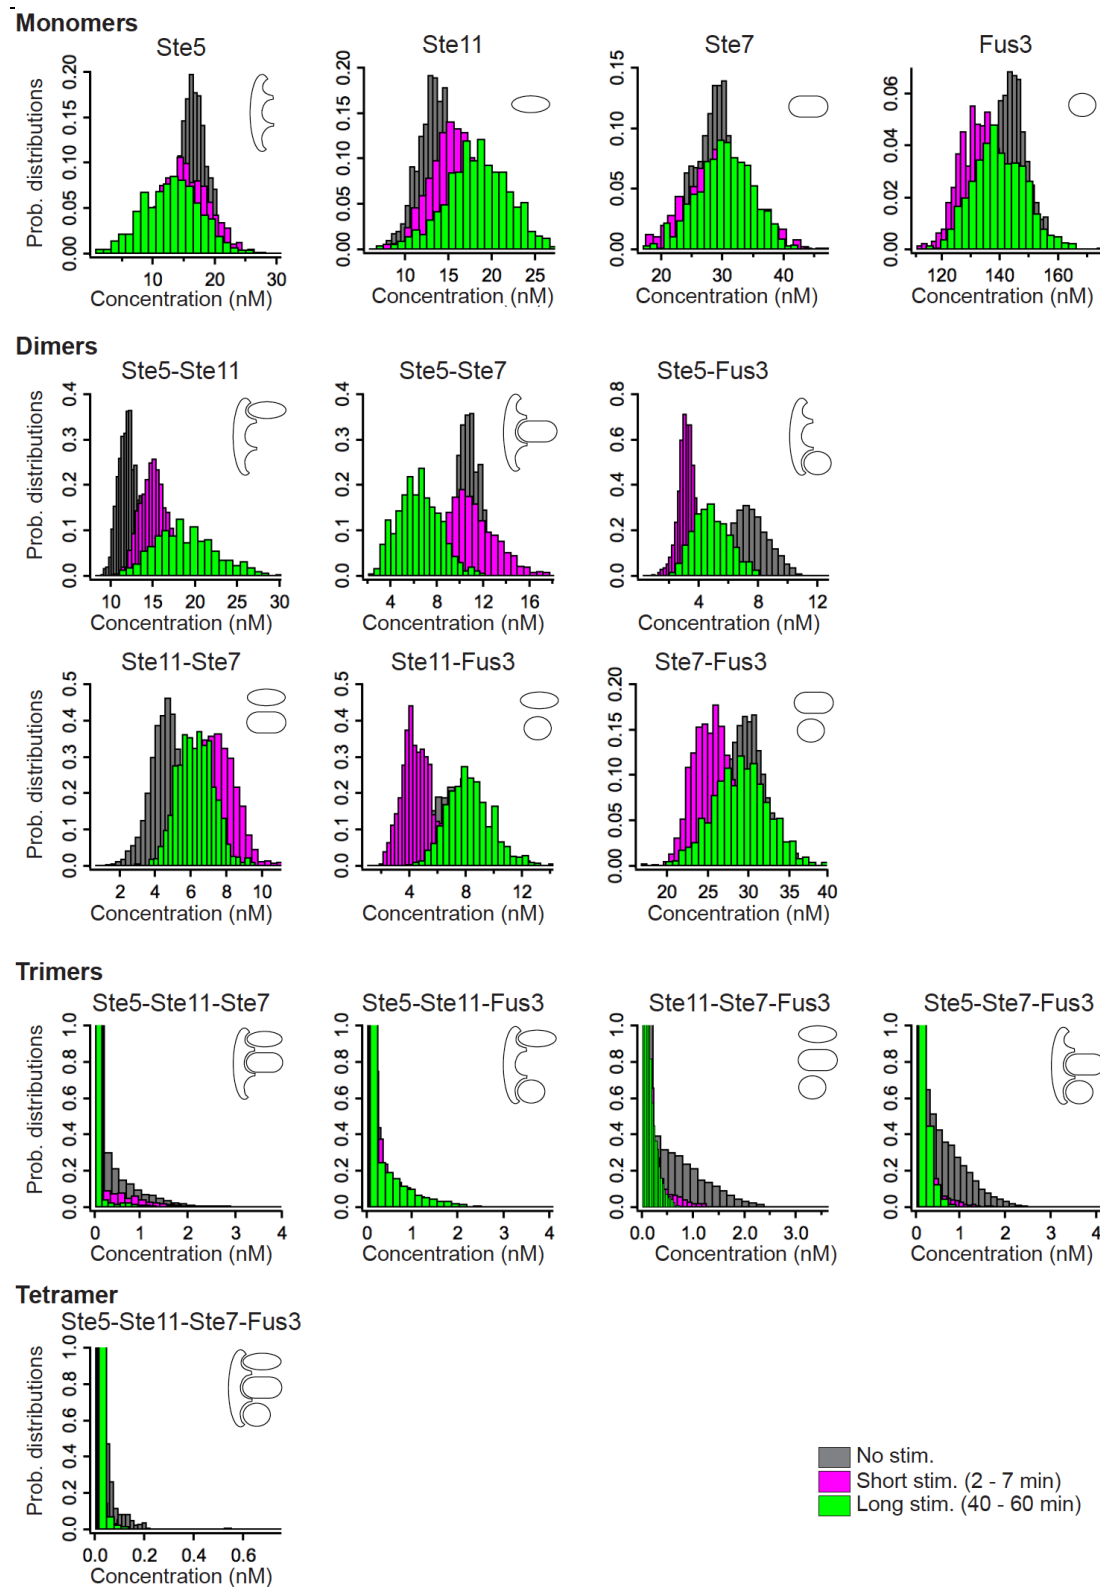 Monomers
Ste5
Ste11
Ste7
Fus3
Prob. distributions
0.00 0.05 0.10 0.15 0.20
0.00 0.05 0.10 0.15 0.20
0.00 0.05 0.10 0.15
0.00 0.02 0.04 0.06
10 20 30
10 15 20 25
20 30 40
120 140 160
Concentration (nM)
Concentration (nM)
Concentration (nM)
Concentration (nM)
Dimers
Ste5-Ste11
Ste5-Ste7
Ste5-Fus3
Prob. distributions
0.0 0.1 0.2 0.3 0.4
0.0 0.1 0.2 0.3 0.4
0.0 0.2 0.4 0.6 0.8
10 15 20 25 30
4 8 12 16
4 8 12
Concentration (nM)
Concentration (nM)
Concentration (nM)
Ste11-Ste7
Ste11-Fus3
Ste7-Fus3
Prob. distributions
0.0 0.1 0.2 0.3 0.4 0.5
0.0 0.1 0.2 0.3 0.4 0.5
0.00 0.05 0.10 0.15 0.20
2 4 6 8 10
4 8 12
20 25 30 35 40
Concentration (nM)
Concentration (nM)
Concentration (nM)
Trimers
Ste5-Ste11-Ste7
Ste5-Ste11-Fus3
Ste11-Ste7-Fus3
Ste5-Ste7-Fus3
Prob. distributions
0.0 0.2 0.4 0.6 0.8 1.0
0.0 0.2 0.4 0.6 0.8 1.0
0.0 0.2 0.4 0.6 0.8 1.0
0.0 0.2 0.4 0.6 0.8 1.0
0 1 2 3 4
0 1 2 3 4
0.0 1.0 2.0 3.0
0 1 2 3 4
Concentration (nM)
Concentration (nM)
Concentration (nM)
Concentration (nM)
Tetramer
Ste5-Ste11-Ste7-Fus3
Prob. distributions
0.0 0.2 0.4 0.6 0.8 1.0
0.0 0.2 0.4 0.6
Concentration (nM)
No stim.
Short stim. (2 - 7 min)
Long stim. (40 - 60 min)